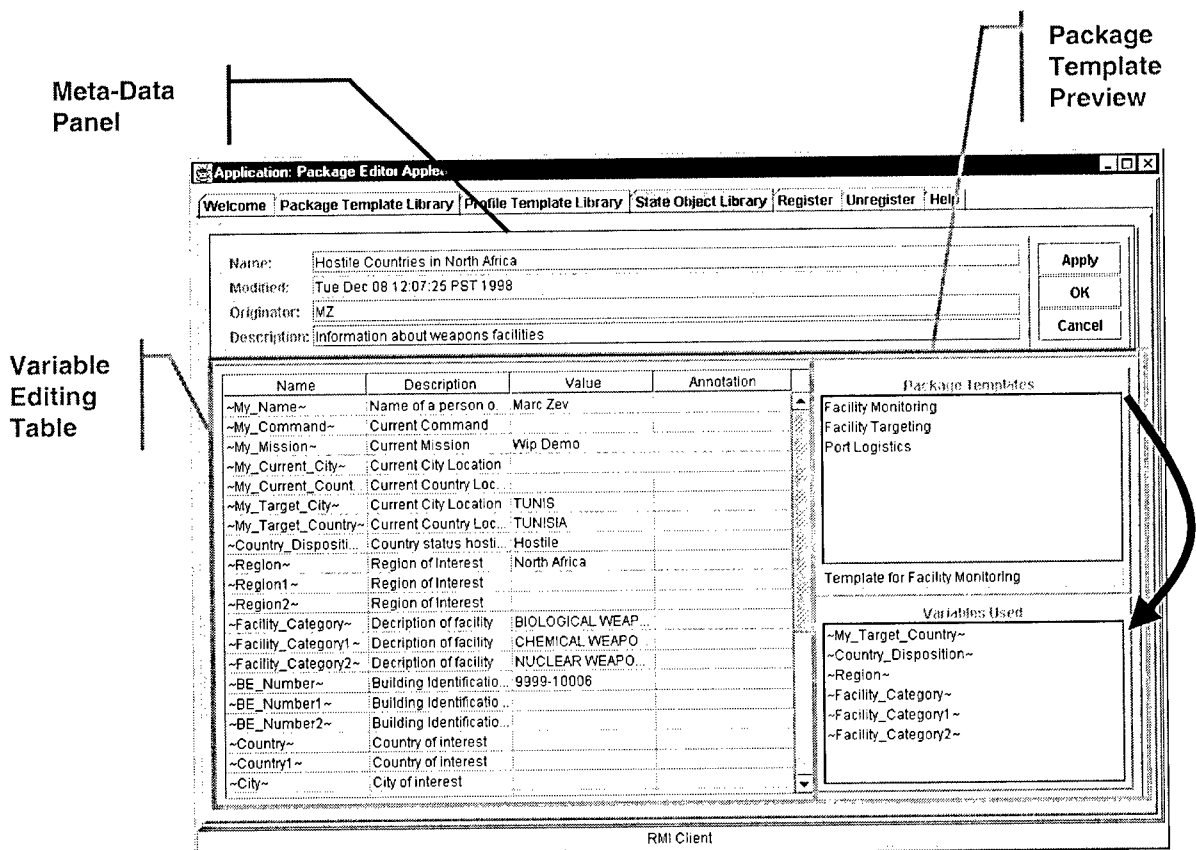 Package
Template
Preview
Meta-Data
Panel
Application: Package Editor Apple
Welcome Package Template Library Profile Template Library State Object Library Register Unregister Help
Name: Hostile Countries in North Africa
Modified: Tue Dec 08 12:07:25 PST 1998
Originator: MZ
Description: Information about weapons facilities
Apply
OK
Cancel
Variable
Editing
Table
Name Description Value Annotation
~My_Name~ Name of a person o.. Marc Zev
~My_Command~ Current Command
~My_Mission~ Current Mission Wip Demo
~My_Current_City~ Current City Location
~My_Current_Count.. Current Country Loc...
~My_Target_City~ Current City Location TUNIS
~My_Target_Country~ Current Country Loc... TUNISIA
~Country_Dispositi... Country status hosti... Hostile
~Region~ Region of Interest North Africa
~Region1~ Region of Interest
~Region2~ Region of Interest
~Facility_Category~ Decription of facility BIOLOGICAL WEAP...
~Facility_Category1~ Decription of facility CHEMICAL WEAPO
~Facility_Category2~ Decription of facility NUCLEAR WEAPO...
~BE_Number~ Building Identificatio... 9999-10006
~BE_Number1~ Building Identificatio...
~BE_Number2~ Building Identificatio...
~Country~ Country of interest
~Country1~ Country of interest
~City~ City of interest
Package Templates
Facility Monitoring
Facility Targeting
Port Logistics
Template for Facility Monitoring
Variables Used
~My_Target_Country~
~Country_Disposition~
~Region~
~Facility_Category~
~Facility_Category1~
~Facility_Category2~
RMI Client